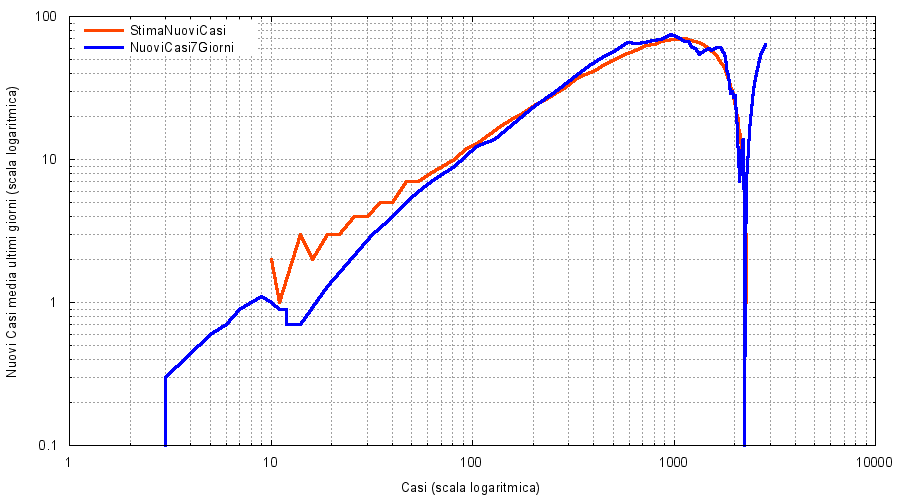 100
StimaNuoviCasi
NuoviCasi7Giorni
10
1
0.1
Nuovi Casi media ultimi giorni (scala logaritmica)
1
10
100
1000
10000
Casi (scala logaritmica)